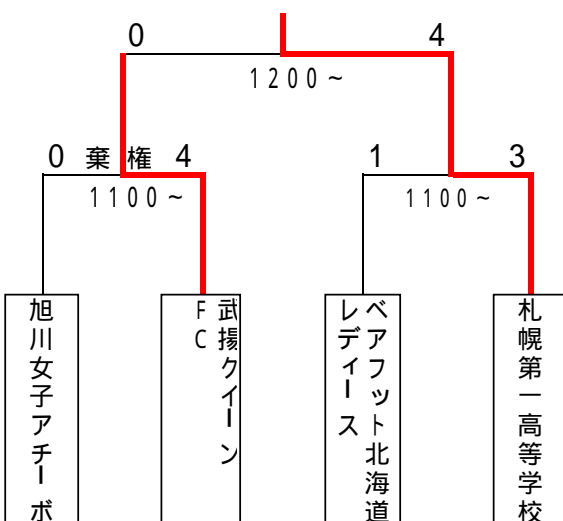 0 4
1200~
0 棄権 4
1 3
1100~
1100~
旭川女子アチーボ
武揚クイーン
FC
ベアフット北海道
レディース
札幌第一高等学校